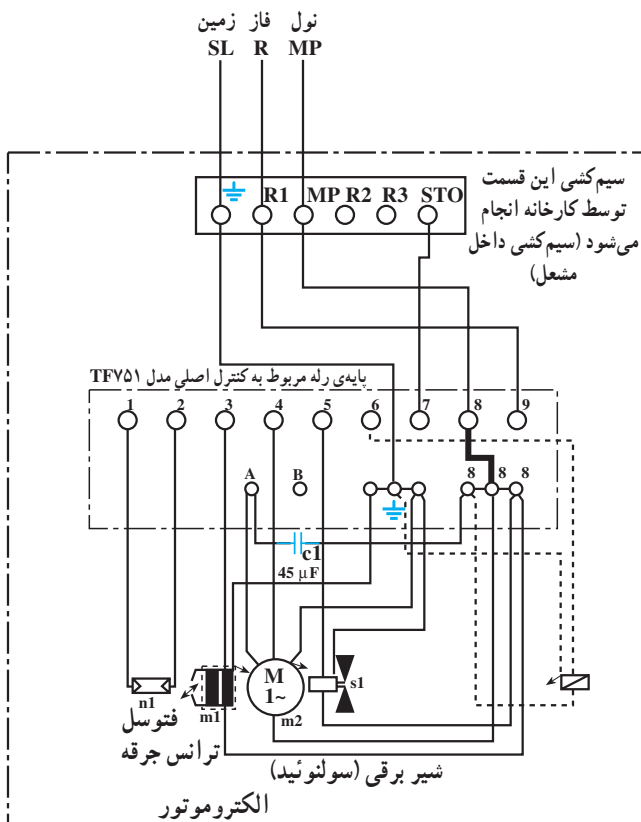 زمین فاز نول
SL R MP
R1 MP R2 R3 STO
سیم‌کشی این قسمت
توسط کارخانه انجام
می‌شود (سیم‌کشی داخل
مشعل)
پایه‌ی رله مربوط به کنترل اصلی مدل TF۷۵۱
1 2 3 4 5 6 7 8 9
A B 8 8 8
c1
45 µF
n1
m1
M
1~
m2
s1
فتوسل
ترانس جرقه
شیر برقی (سولنوئید)
الکتروموتور